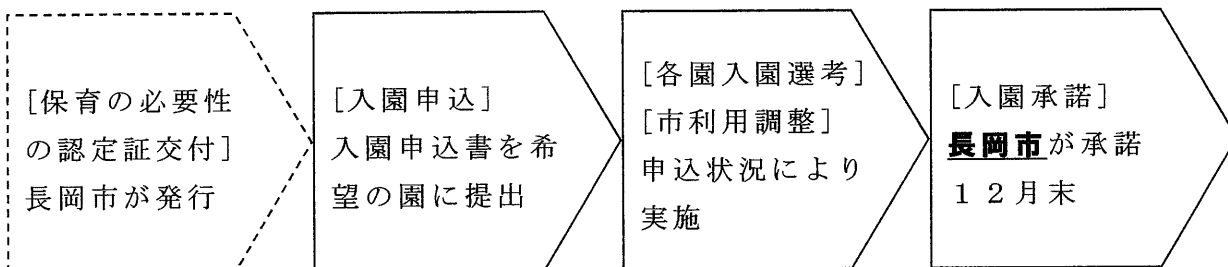 [保育の必要性
の認定証交付]
長岡市が発行
[入園申込]
入園申込書を希
望の園に提出
[各園入園選考]
[市利用調整]
申込状況により
実施
[入園承諾]
長岡市が承諾
１２月末